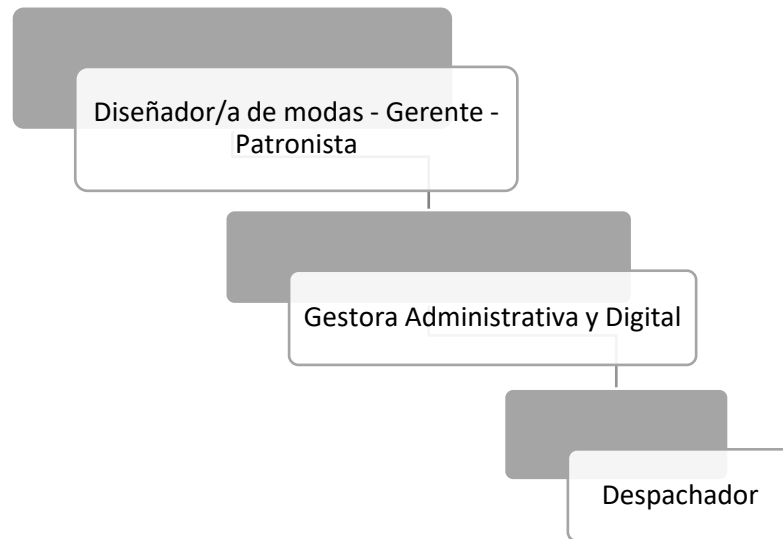 Diseñador/a de modas - Gerente -
Patronista
Gestora Administrativa y Digital
Despachador